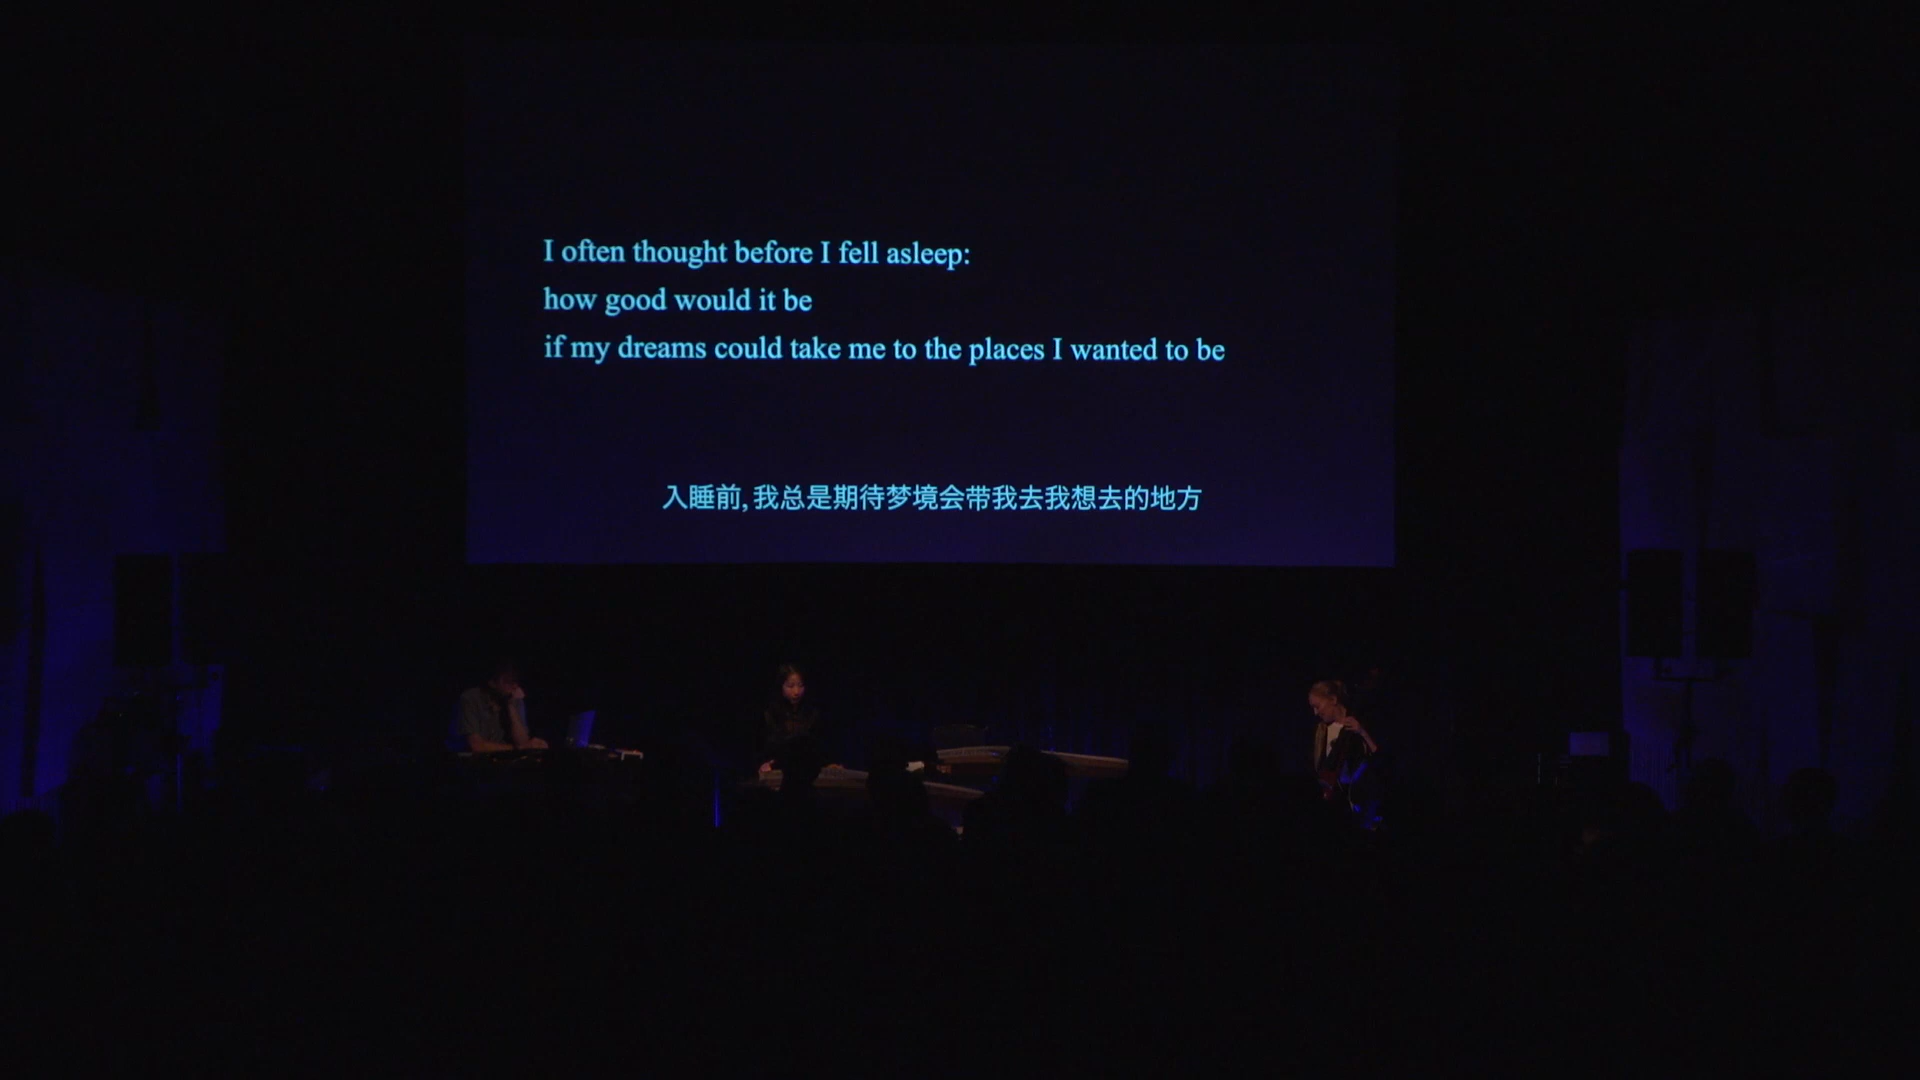 I often thought before I fell asleep:
how good would it be
if my dreams could take me to the places I wanted to be
入睡前, 我总是期待梦境会带我去我想去的地方